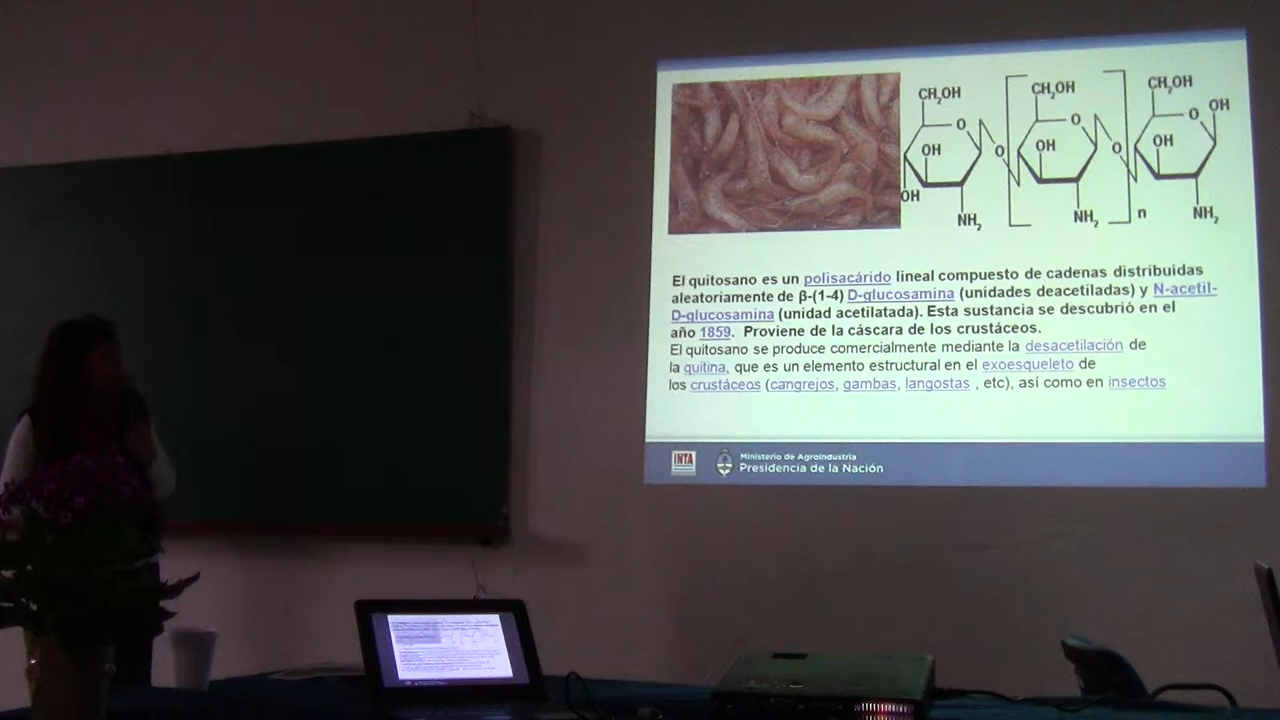 CH₂OH CH₂OH CH₂OH
O O O OH
OH O OH O OH
OH
NH₂ NH₂ n NH₂
El quitosano es un polisacárido lineal compuesto de cadenas distribuidas
aleatoriamente de β-(1-4) D-glucosamina (unidades deacetiladas) y N-acetil-
D-glucosamina (unidad acetilatada). Esta sustancia se descubrió en el
año 1859. Proviene de la cáscara de los crustáceos.
El quitosano se produce comercialmente mediante la desacetilación de
la quitina, que es un elemento estructural en el exoesqueleto de
los crustáceos (cangrejos, gambas, langostas , etc), así como en insectos
INTA
Ministerio de Agroindustria
Presidencia de la Nación